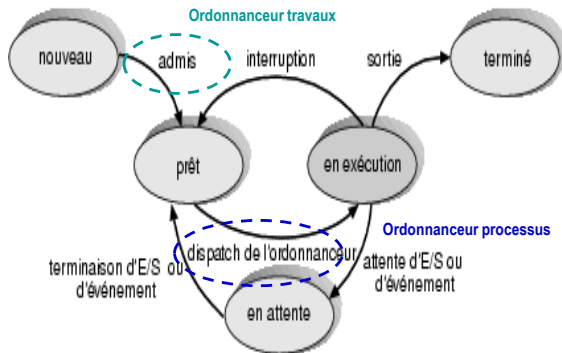 Ordonnanceur travaux
nouveau
admis
interruption
sortie
terminé
prêt
en exécution
Ordonnanceur processus
dispatch de l'ordonnanceur
terminaison d'E/S ou
d'événement
attente d'E/S ou
d'événement
en attente